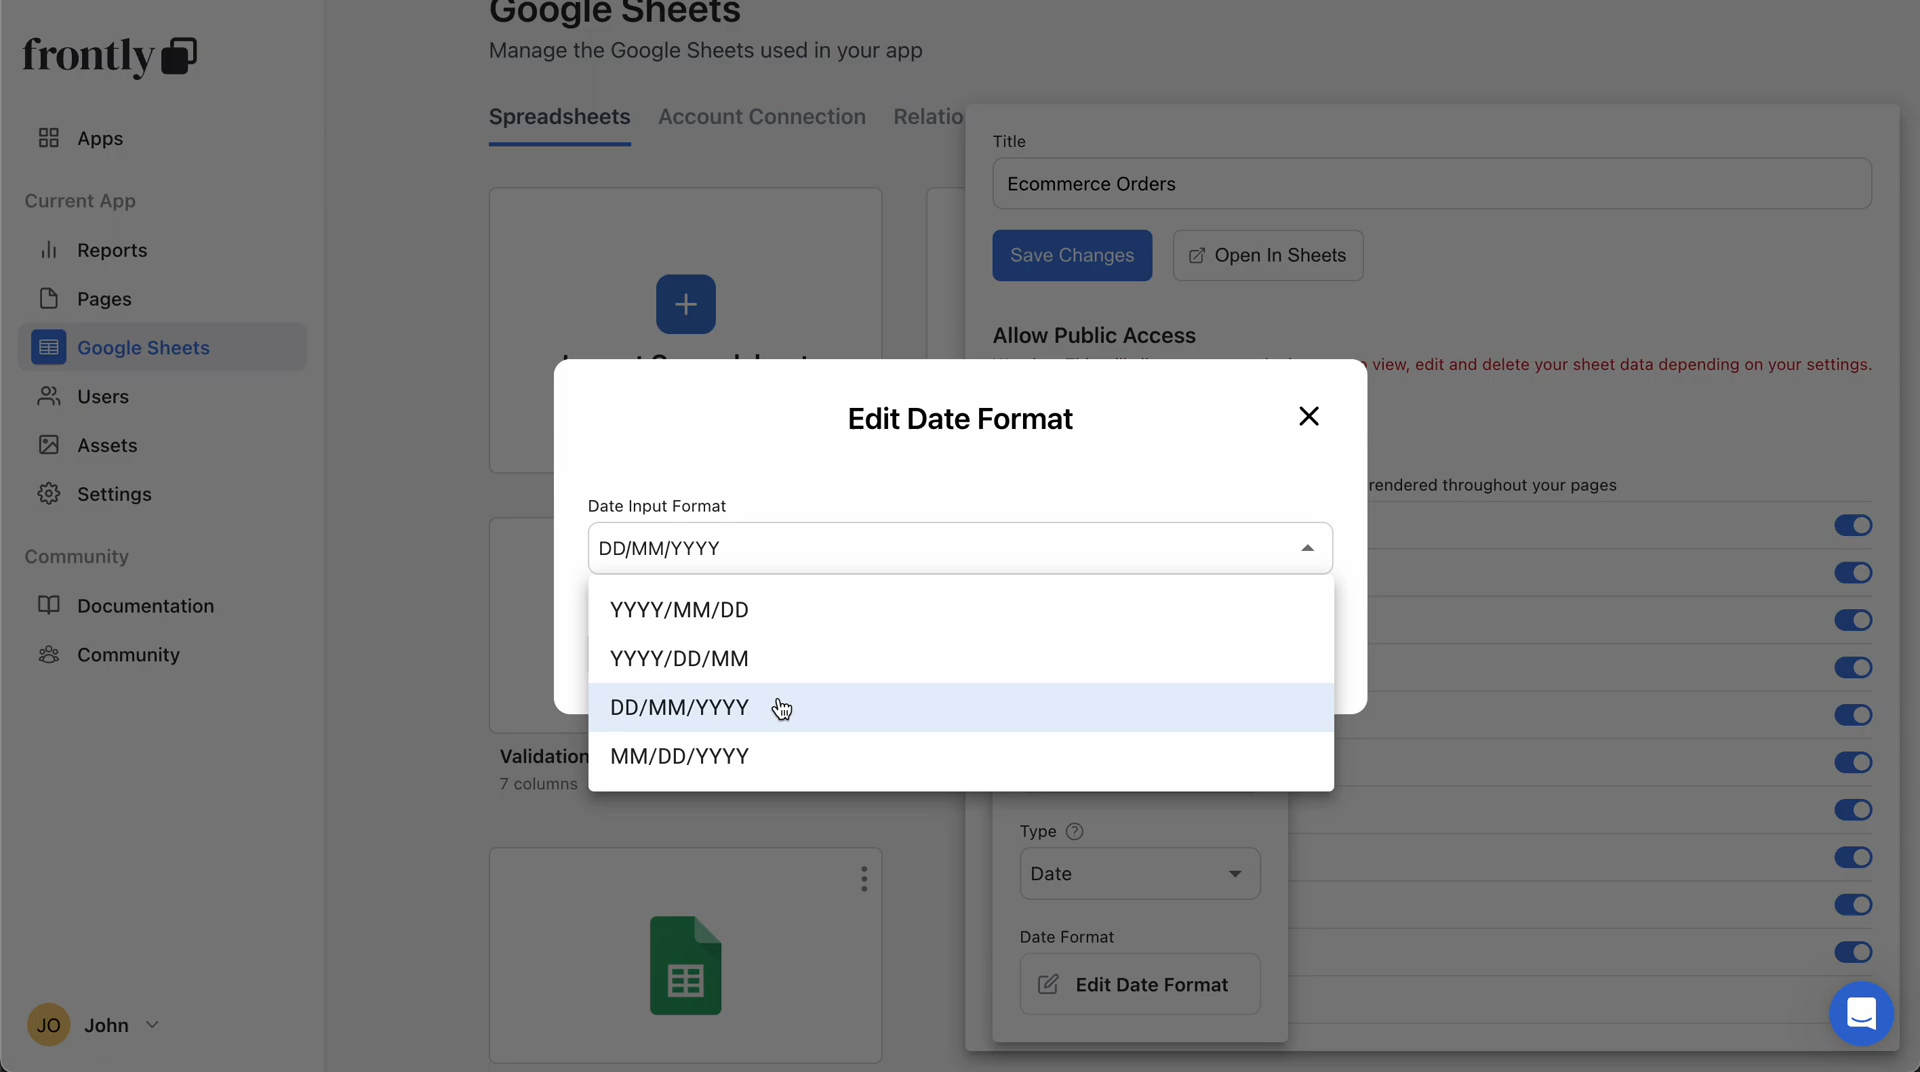 frontly
Apps
Current App
Reports
Pages
Google Sheets
Users
Assets
Settings
Community
Documentation
Community
JO
John
Google Sheets
Manage the Google Sheets used in your app
Spreadsheets
Account Connection
Relatio
Validation
7 columns
Title
Ecommerce Orders
Save Changes
Open In Sheets
Allow Public Access
view, edit and delete your sheet data depending on your settings.
rendered throughout your pages
Edit Date Format
Date Input Format
DD/MM/YYYY
YYYY/MM/DD
YYYY/DD/MM
DD/MM/YYYY
MM/DD/YYYY
Type
Date
Date Format
Edit Date Format